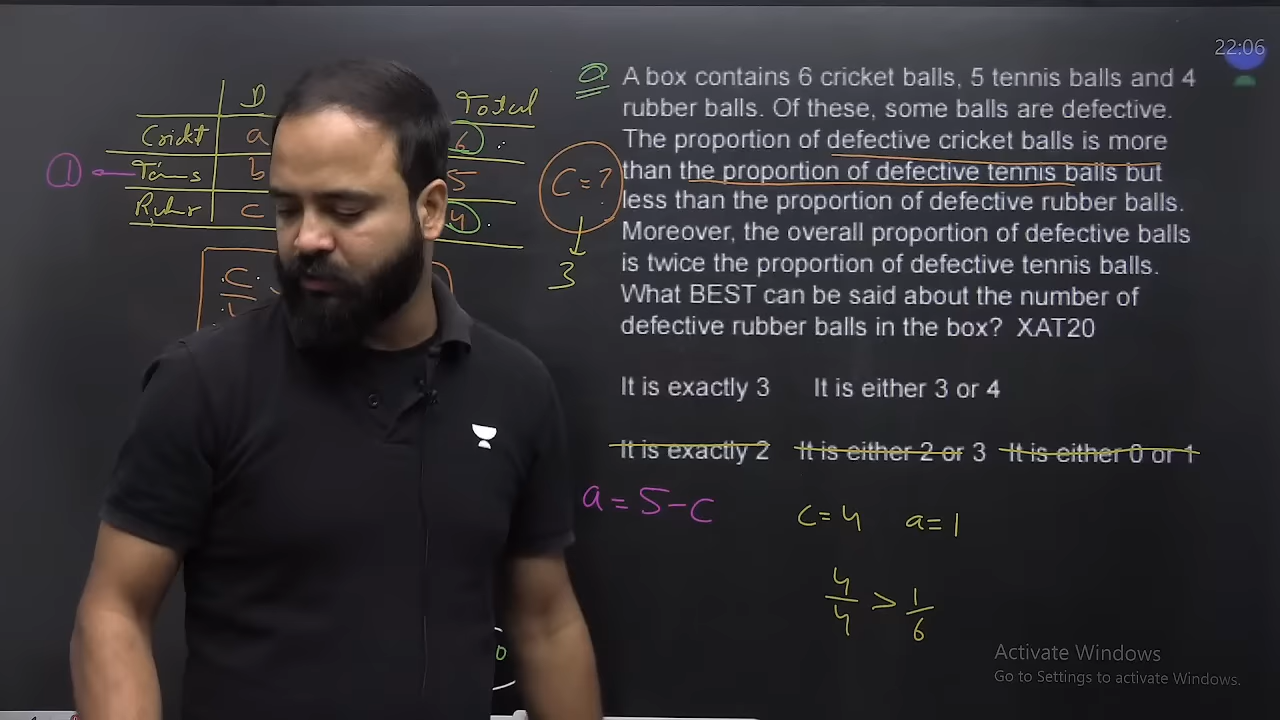 22:06
Q A box contains 6 cricket balls, 5 tennis balls and 4
rubber balls. Of these, some balls are defective.
The proportion of defective cricket balls is more
than the proportion of defective tennis balls but
less than the proportion of defective rubber balls.
Moreover, the overall proportion of defective balls
is twice the proportion of defective tennis balls.
What BEST can be said about the number of
defective rubber balls in the box? XAT20
It is exactly 3 It is either 3 or 4
It is exactly 2 It is either 2 or 3 It is either 0 or 1
D Total
a 6
1 b 5
c 4
C = ?
3
C
a = 5 - c
c = 4 a = 1
4/4 > 1/6
Activate Windows
Go to Settings to activate Windows.